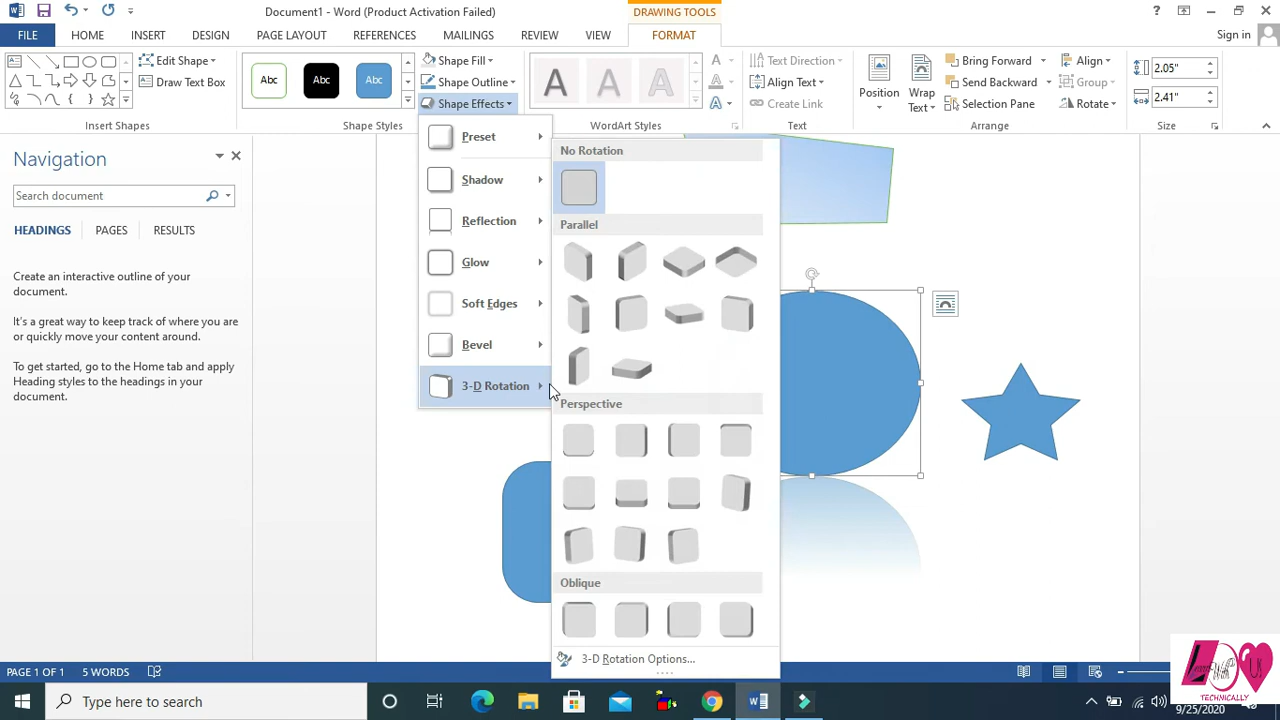 Document1 - Word (Product Activation Failed)
DRAWING TOOLS
?
FILE HOME INSERT DESIGN PAGE LAYOUT REFERENCES MAILINGS REVIEW VIEW FORMAT Sign in
Edit Shape
Draw Text Box
Insert Shapes
Abc Abc Abc
Shape Fill
Shape Outline
Shape Effects
Shape Styles
A A A
WordArt Styles
Text Direction
Align Text
Create Link
Text
Position
Wrap
Text
Bring Forward
Send Backward
Selection Pane
Align
Group
Rotate
Arrange
2.05"
2.41"
Size
Navigation
Search document
HEADINGS PAGES RESULTS
Create an interactive outline of your
document.
It's a great way to keep track of where you are
or quickly move your content around.
To get started, go to the Home tab and apply
Heading styles to the headings in your
document.
Preset
Shadow
Reflection
Glow
Soft Edges
Bevel
3-D Rotation
No Rotation
Parallel
Perspective
Oblique
3-D Rotation Options...
PAGE 1 OF 1 5 WORDS
Type here to search
9/25/2020
Learn With
UK
TECHNICALLY